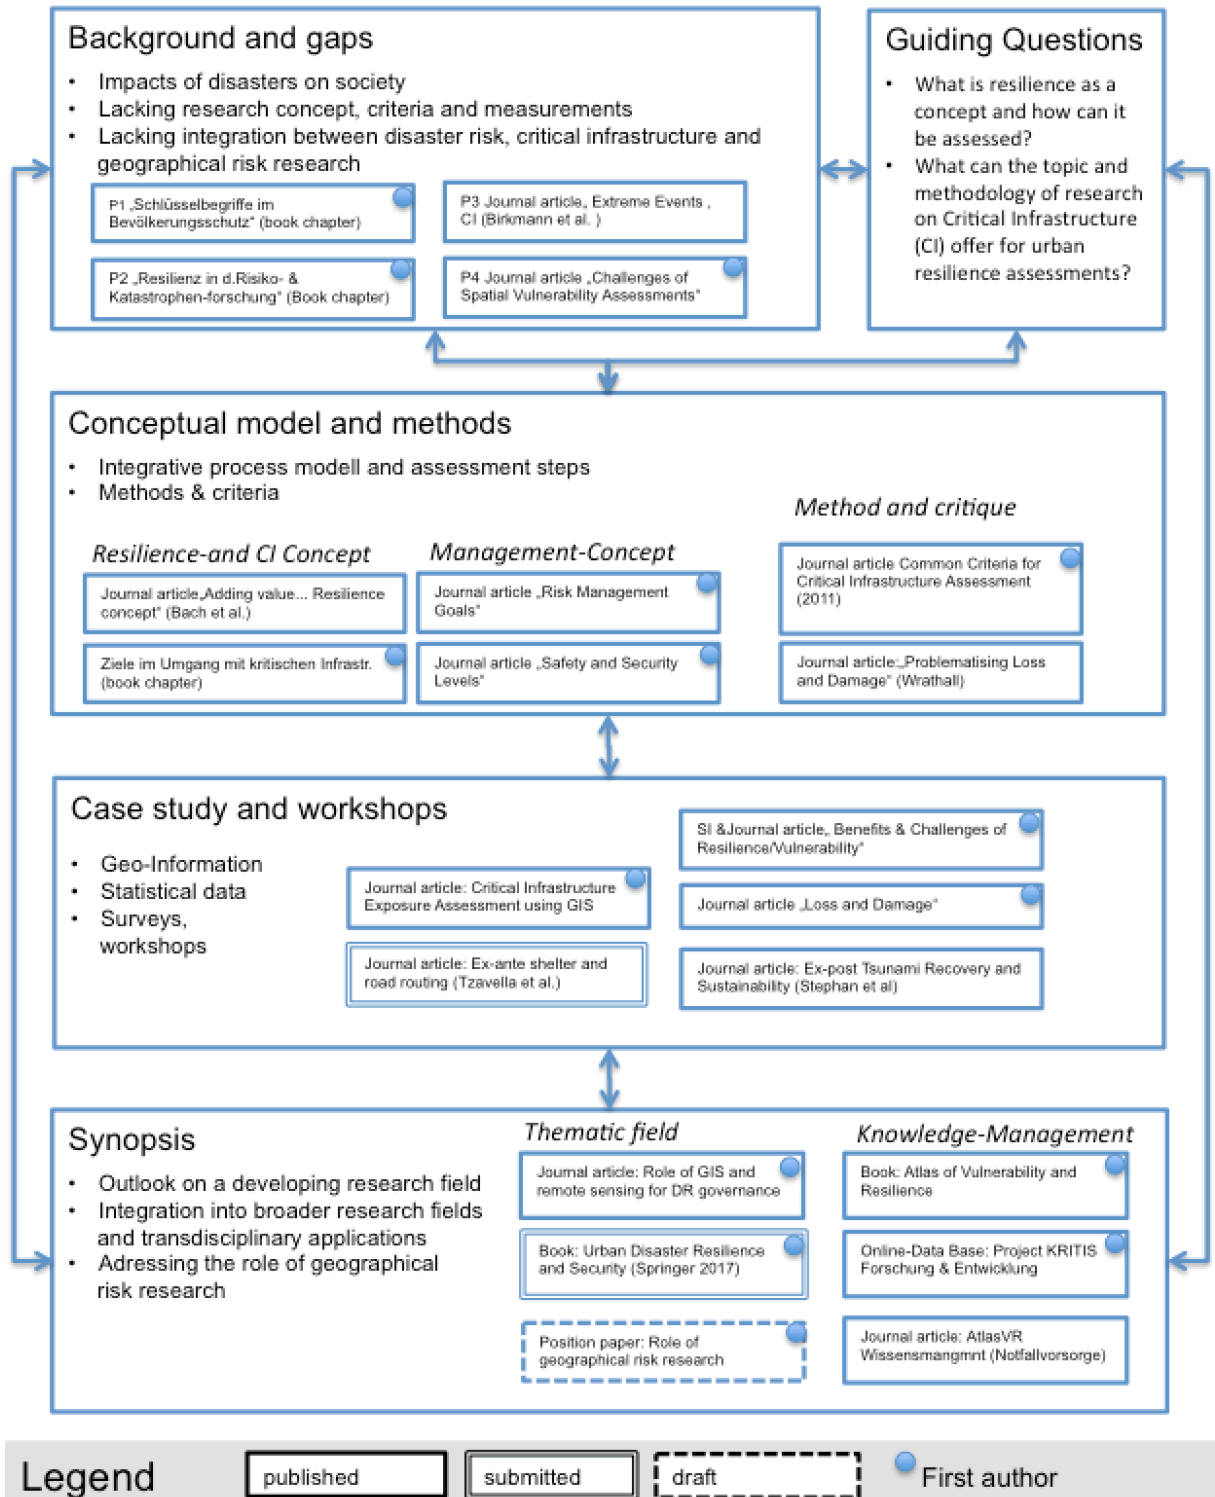 Background and gaps
• Impacts of disasters on society
• Lacking research concept, criteria and measurements
• Lacking integration between disaster risk, critical infrastructure and
geographical risk research
P1 „Schlüsselbegriffe im
Bevölkerungsschutz“ (book chapter)
P2 „Resilienz in d.Risiko- &
Katastrophen-forschung“ (Book chapter)
P3 Journal article„ Extreme Events ,
CI (Birkmann et al. )
P4 Journal article „Challenges of
Spatial Vulnerability Assessments“
Guiding Questions
• What is resilience as a
concept and how can it
be assessed?
• What can the topic and
methodology of research
on Critical Infrastructure
(CI) offer for urban
resilience assessments?
Conceptual model and methods
• Integrative process modell and assessment steps
• Methods & criteria
Resilience-and CI Concept
Journal article„Adding value... Resilience
concept“ (Bach et al.)
Ziele im Umgang mit kritischen Infrastr.
(book chapter)
Management-Concept
Journal article „Risk Management
Goals“
Journal article „Safety and Security
Levels“
Method and critique
Journal article Common Criteria for
Critical Infrastructure Assessment
(2011)
Journal article:„Problematising Loss
and Damage“ (Wrathall)
Case study and workshops
• Geo-Information
• Statistical data
• Surveys,
workshops
Journal article: Critical Infrastructure
Exposure Assessment using GIS
Journal article: Ex-ante shelter and
road routing (Tzavella et al.)
SI &Journal article„ Benefits & Challenges of
Resilience/Vulnerability“
Journal article „Loss and Damage“
Journal article: Ex-post Tsunami Recovery and
Sustainability (Stephan et al)
Synopsis
• Outlook on a developing research field
• Integration into broader research fields
and transdisciplinary applications
• Adressing the role of geographical
risk research
Thematic field
Journal article: Role of GIS and
remote sensing for DR governance
Book: Urban Disaster Resilience
and Security (Springer 2017)
Position paper: Role of
geographical risk research
Knowledge-Management
Book: Atlas of Vulnerability and
Resilience
Online-Data Base: Project KRITIS
Forschung & Entwicklung
Journal article: AtlasVR
Wissensmangmnt (Notfallvorsorge)
Legend
published
submitted
draft
First author